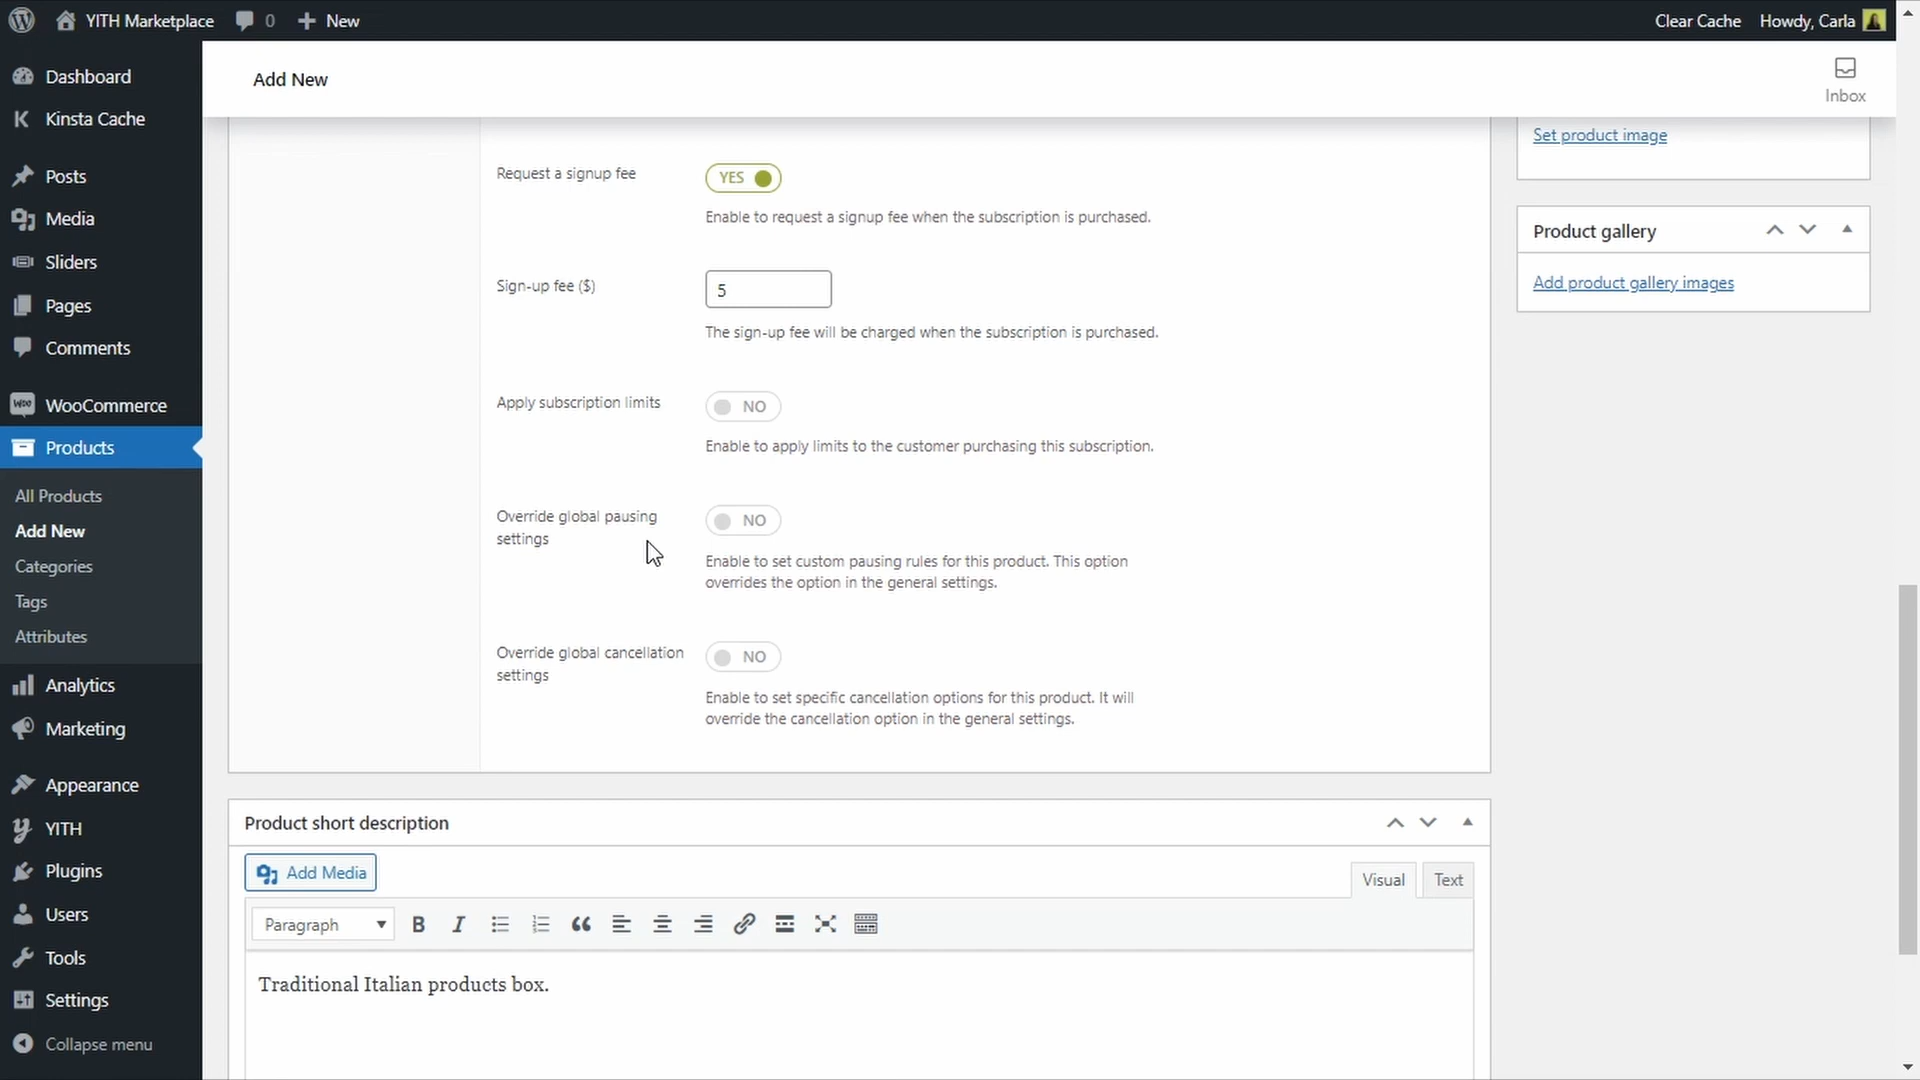 YITH Marketplace
0
New
Clear Cache
Howdy, Carla
Dashboard
Kinsta Cache
Posts
Media
Sliders
Pages
Comments
WooCommerce
Products
All Products
Add New
Categories
Tags
Attributes
Analytics
Marketing
Appearance
YITH
Plugins
Users
Tools
Settings
Collapse menu
Add New
Inbox
Request a signup fee
YES
Enable to request a signup fee when the subscription is purchased.
Sign-up fee ($)
5
The sign-up fee will be charged when the subscription is purchased.
Apply subscription limits
NO
Enable to apply limits to the customer purchasing this subscription.
Override global pausing
settings
NO
Enable to set custom pausing rules for this product. This option
overrides the option in the general settings.
Override global cancellation
settings
NO
Enable to set specific cancellation options for this product. It will
override the cancellation option in the general settings.
Product short description
Add Media
Visual
Text
Paragraph
Traditional Italian products box.
Set product image
Product gallery
Add product gallery images